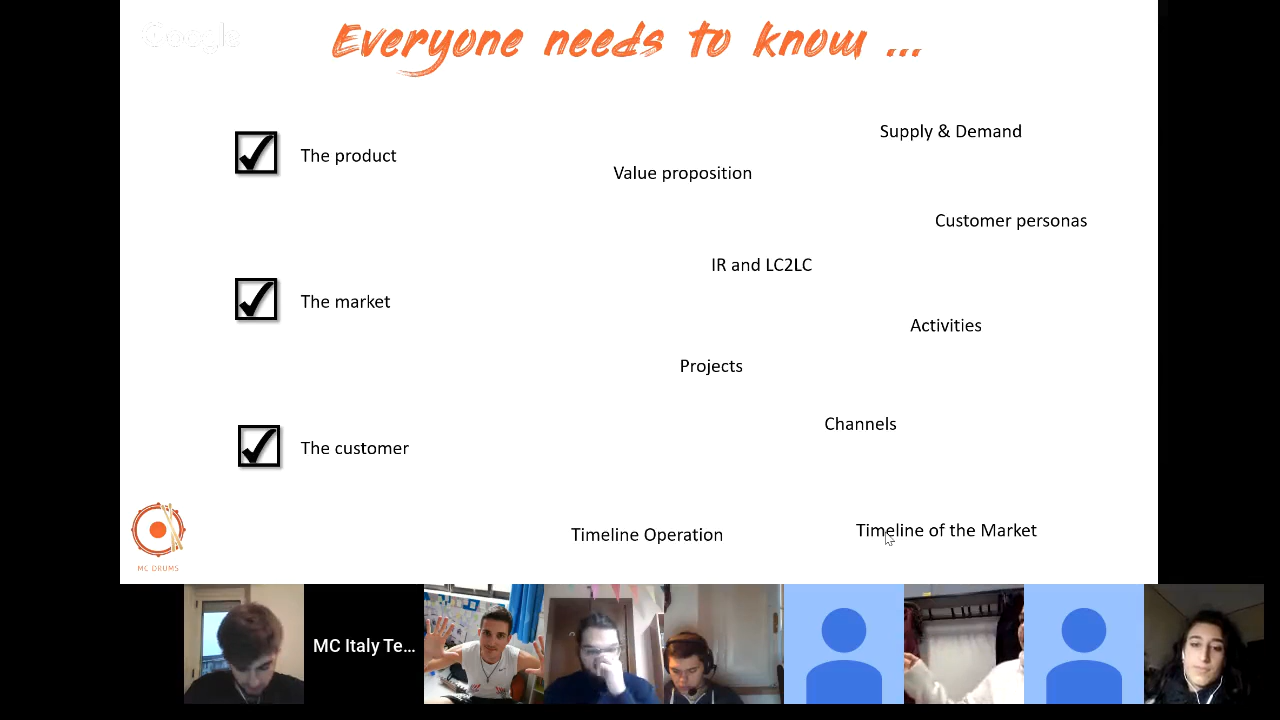 Google
Everyone needs to know ...
Supply & Demand
The product
Value proposition
Customer personas
IR and LC2LC
The market
Activities
Projects
Channels
The customer
Timeline Operation
Timeline of the Market
MC DRUMS
MC Italy Te...